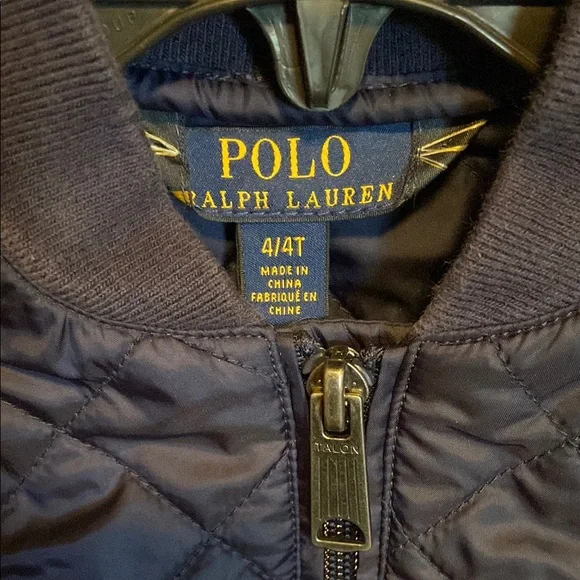 POLO
RALPH LAUREN
4/4T
MADE IN
CHINA
FABRIQUÉ EN
CHINE
TALON